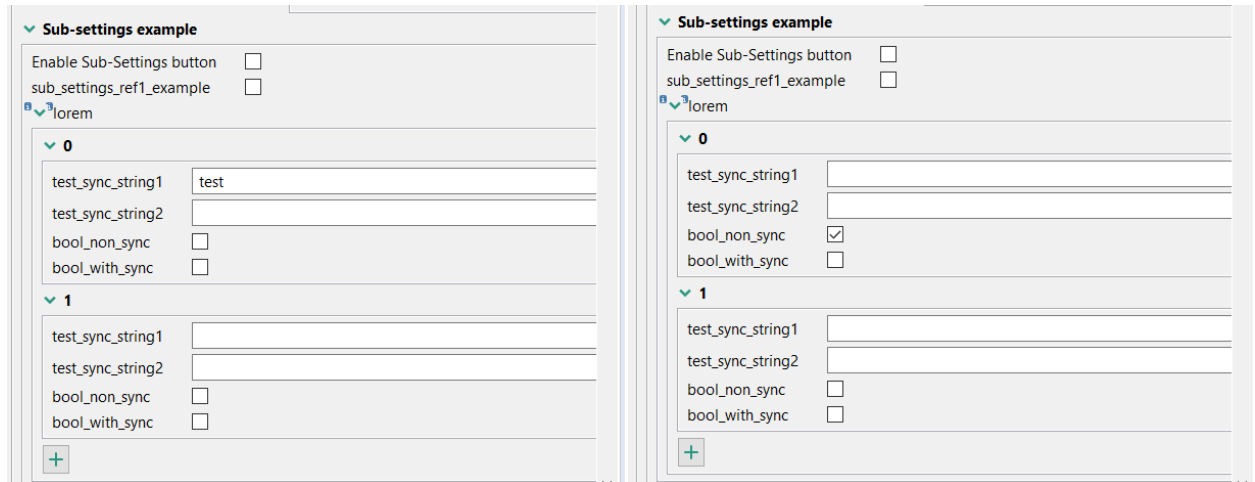 Sub-settings example
Enable Sub-Settings button
sub_settings_ref1_example
lorem
0
test_sync_string1 test
test_sync_string2
bool_non_sync
bool_with_sync
1
test_sync_string1
test_sync_string2
bool_non_sync
bool_with_sync
+
Sub-settings example
Enable Sub-Settings button
sub_settings_ref1_example
lorem
0
test_sync_string1
test_sync_string2
bool_non_sync
bool_with_sync
1
test_sync_string1
test_sync_string2
bool_non_sync
bool_with_sync
+